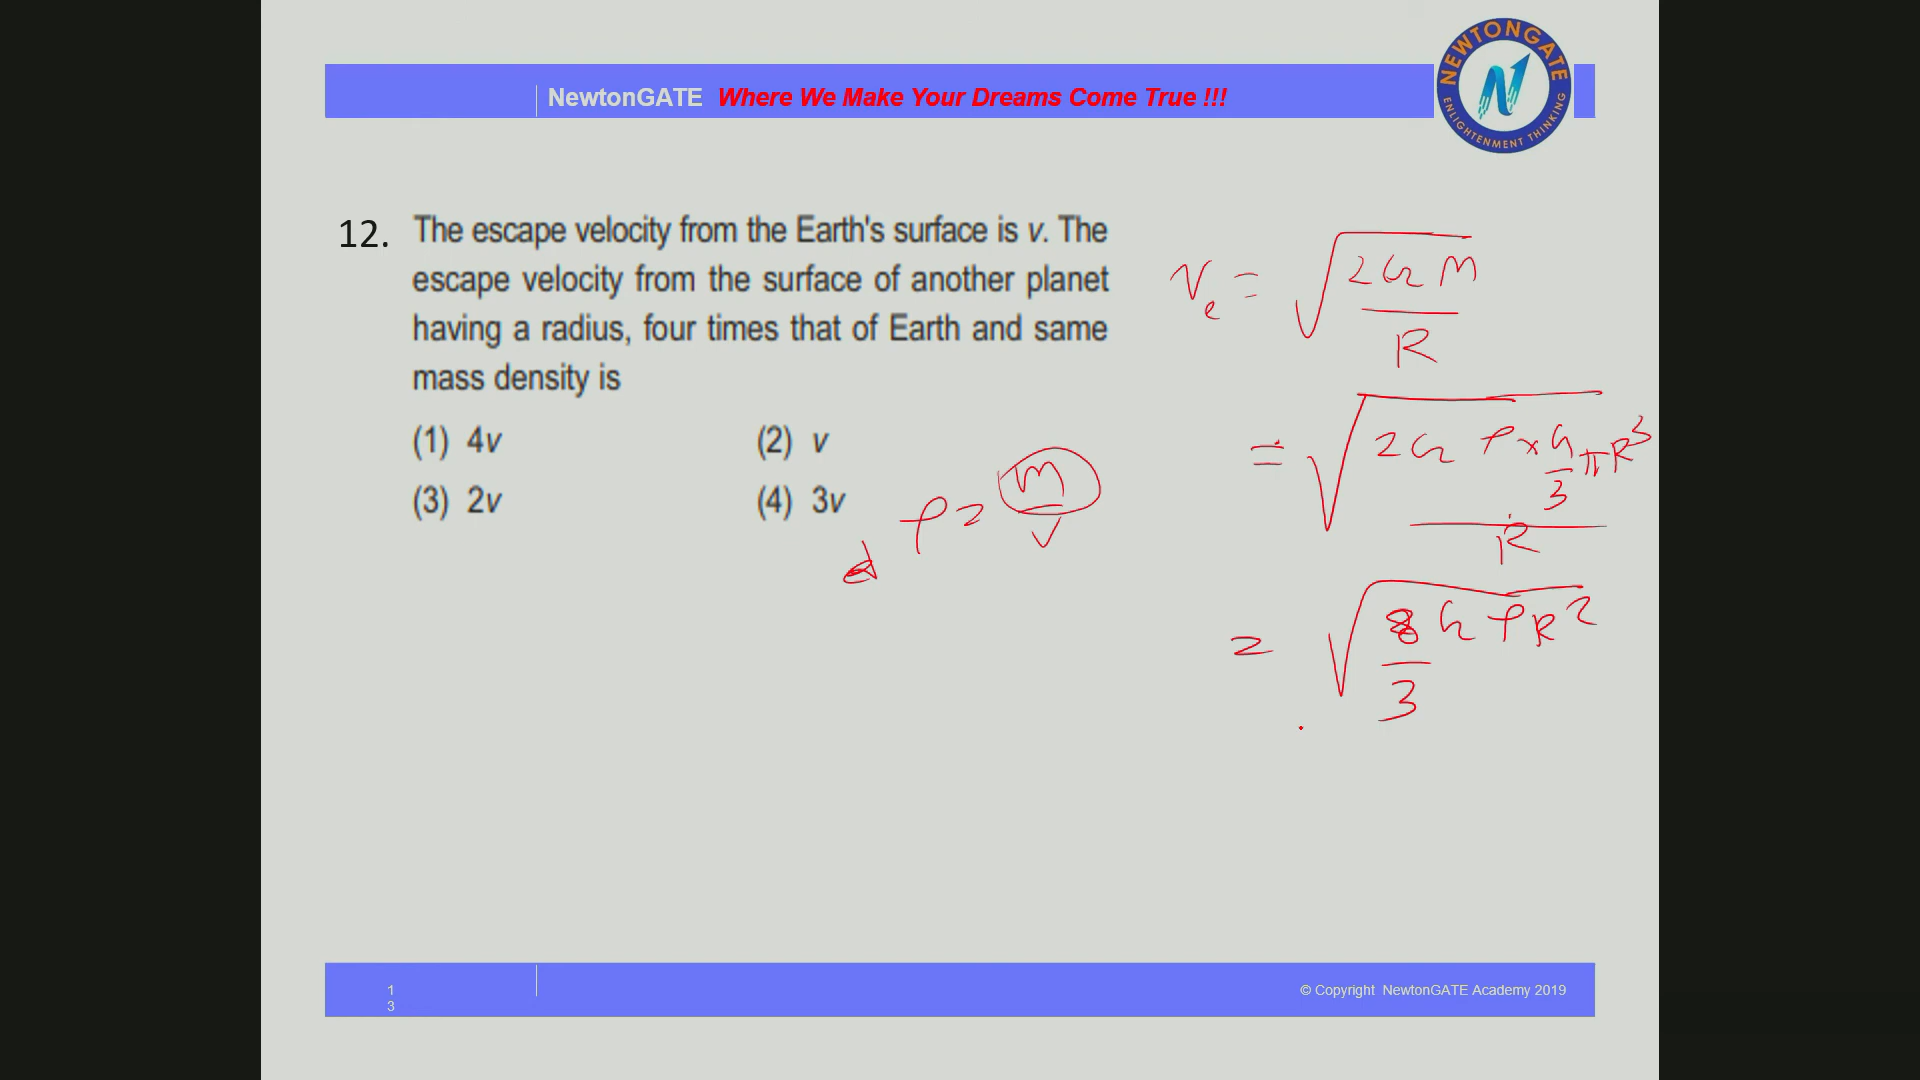 NEWTONGATE
ENLIGHTENMENT THINKING
NewtonGATE Where We Make Your Dreams Come True !!!
12. The escape velocity from the Earth's surface is v. The
escape velocity from the surface of another planet
having a radius, four times that of Earth and same
mass density is
(1) 4v (2) v
(3) 2v (4) 3v
ρ = m/v
v_e = √(2GM/R)
= √(2G ρ × 4/3 πR³ / R)
= √(8/3 G ρ R²)
13
© Copyright NewtonGATE Academy 2019